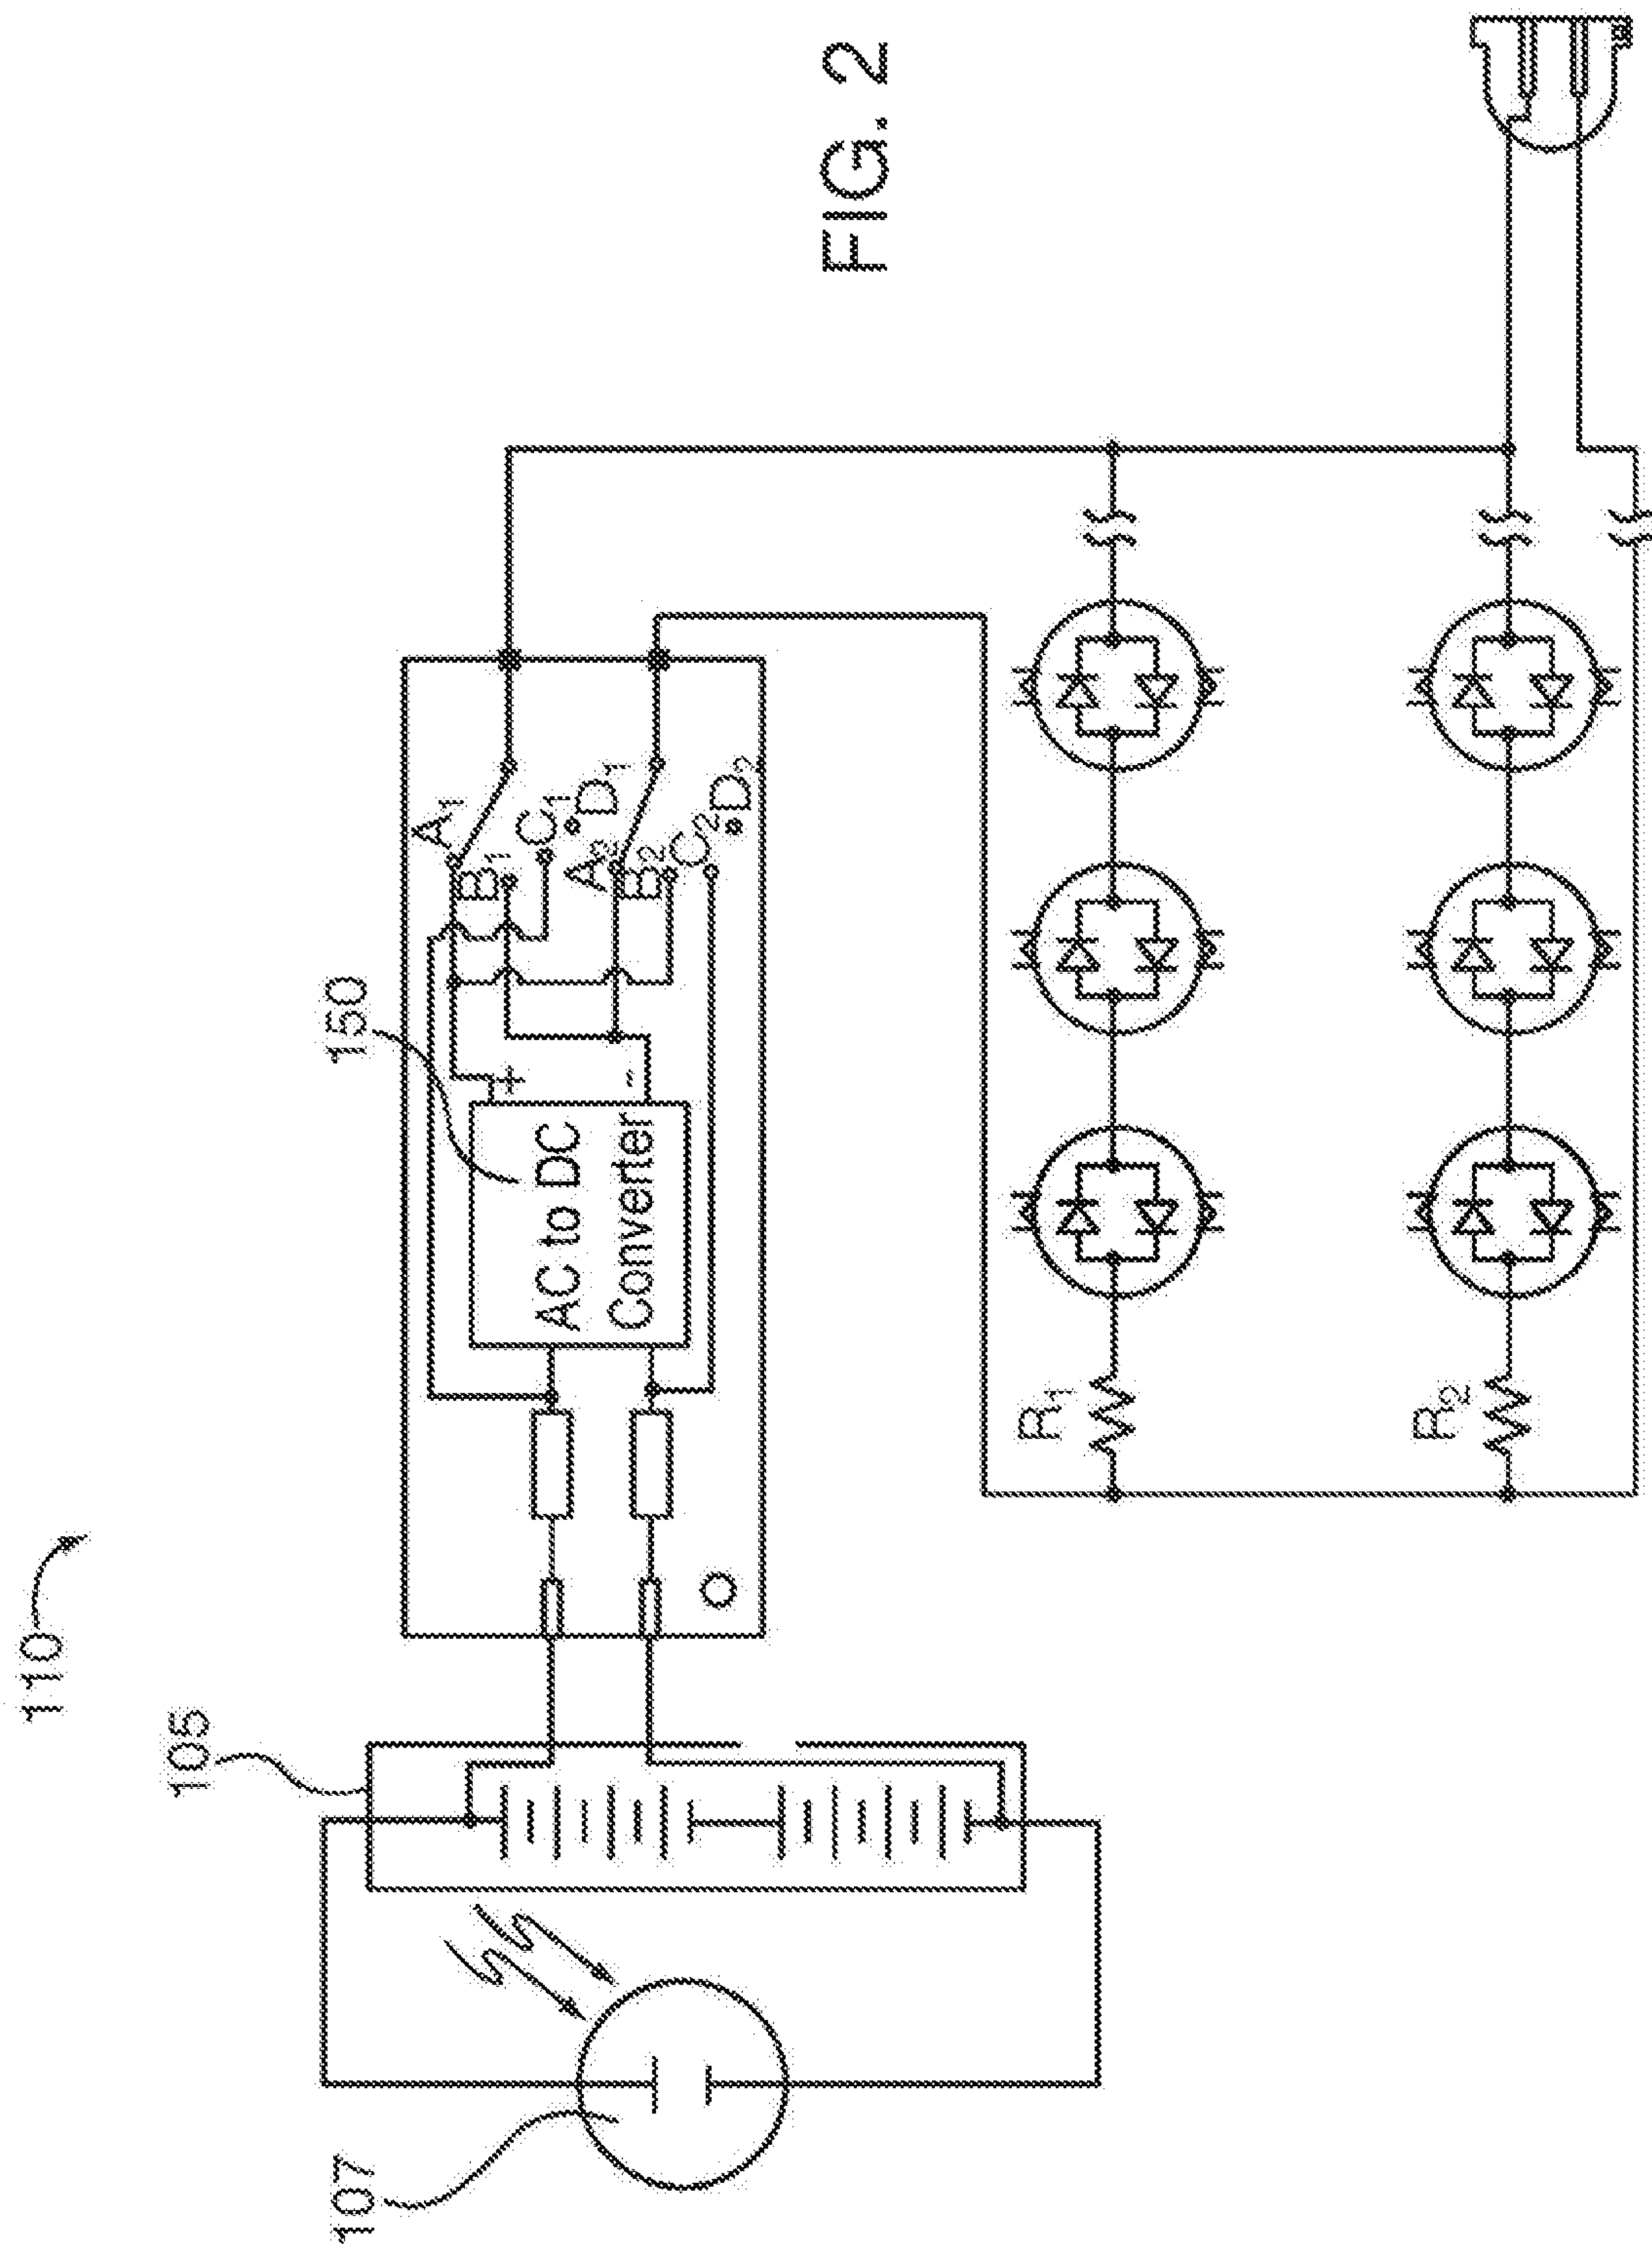 110
107
105
150
AC to DC
Converter
+
-
A1
B1
C1
D1
A2
B2
C2
D2
R1
R2
FIG. 2